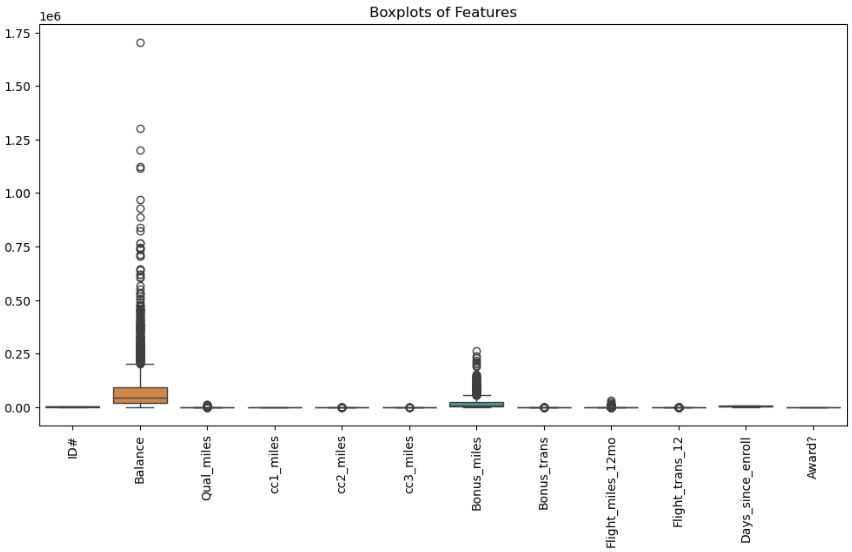 Boxplots of Features
1e6
1.75
1.50
1.25
1.00
0.75
0.50
0.25
0.00
ID#
Balance
Qual_miles
cc1_miles
cc2_miles
cc3_miles
Bonus_miles
Bonus_trans
Flight_miles_12mo
Flight_trans_12
Days_since_enroll
Award?